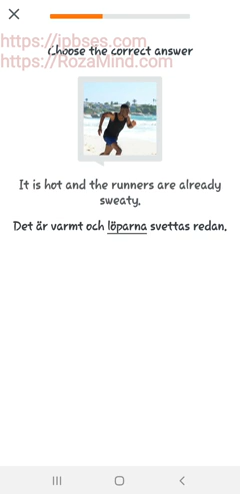 https://ipbses.com
Choose the correct answer
https://RozaMind.com
It is hot and the runners are already
sweaty.
Det är varmt och löparna svettas redan.